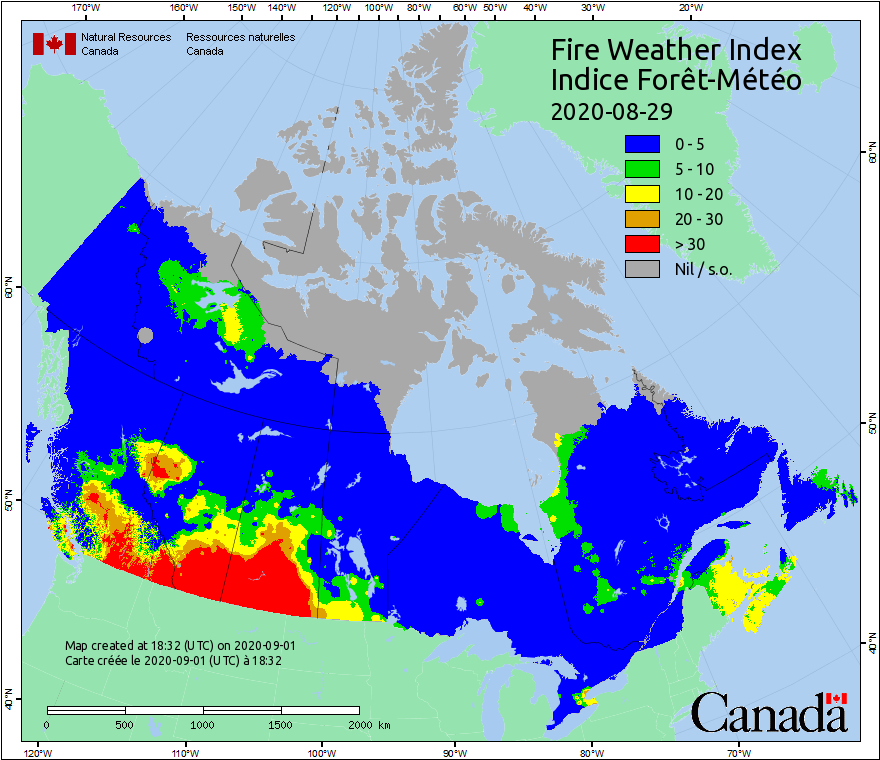 170°W 160°W 150°W 140°W 130°W 120°W 110°W 100°W 90°W 80°W 60°W 50°W 40°W 30°W 20°W
Natural Resources Ressources naturelles
Canada Canada
Fire Weather Index
Indice Forêt-Météo
2020-08-29
0 - 5
5 - 10
10 - 20
20 - 30
> 30
Nil / s.o.
60°N
60°N
50°N
50°N
40°N
40°N
Map created at 18:32 (UTC) on 2020-09-01
Carte créée le 2020-09-01 (UTC) à 18:32
0 500 1000 1500 2000 km
Canada
120°W 110°W 100°W 90°W 80°W 70°W